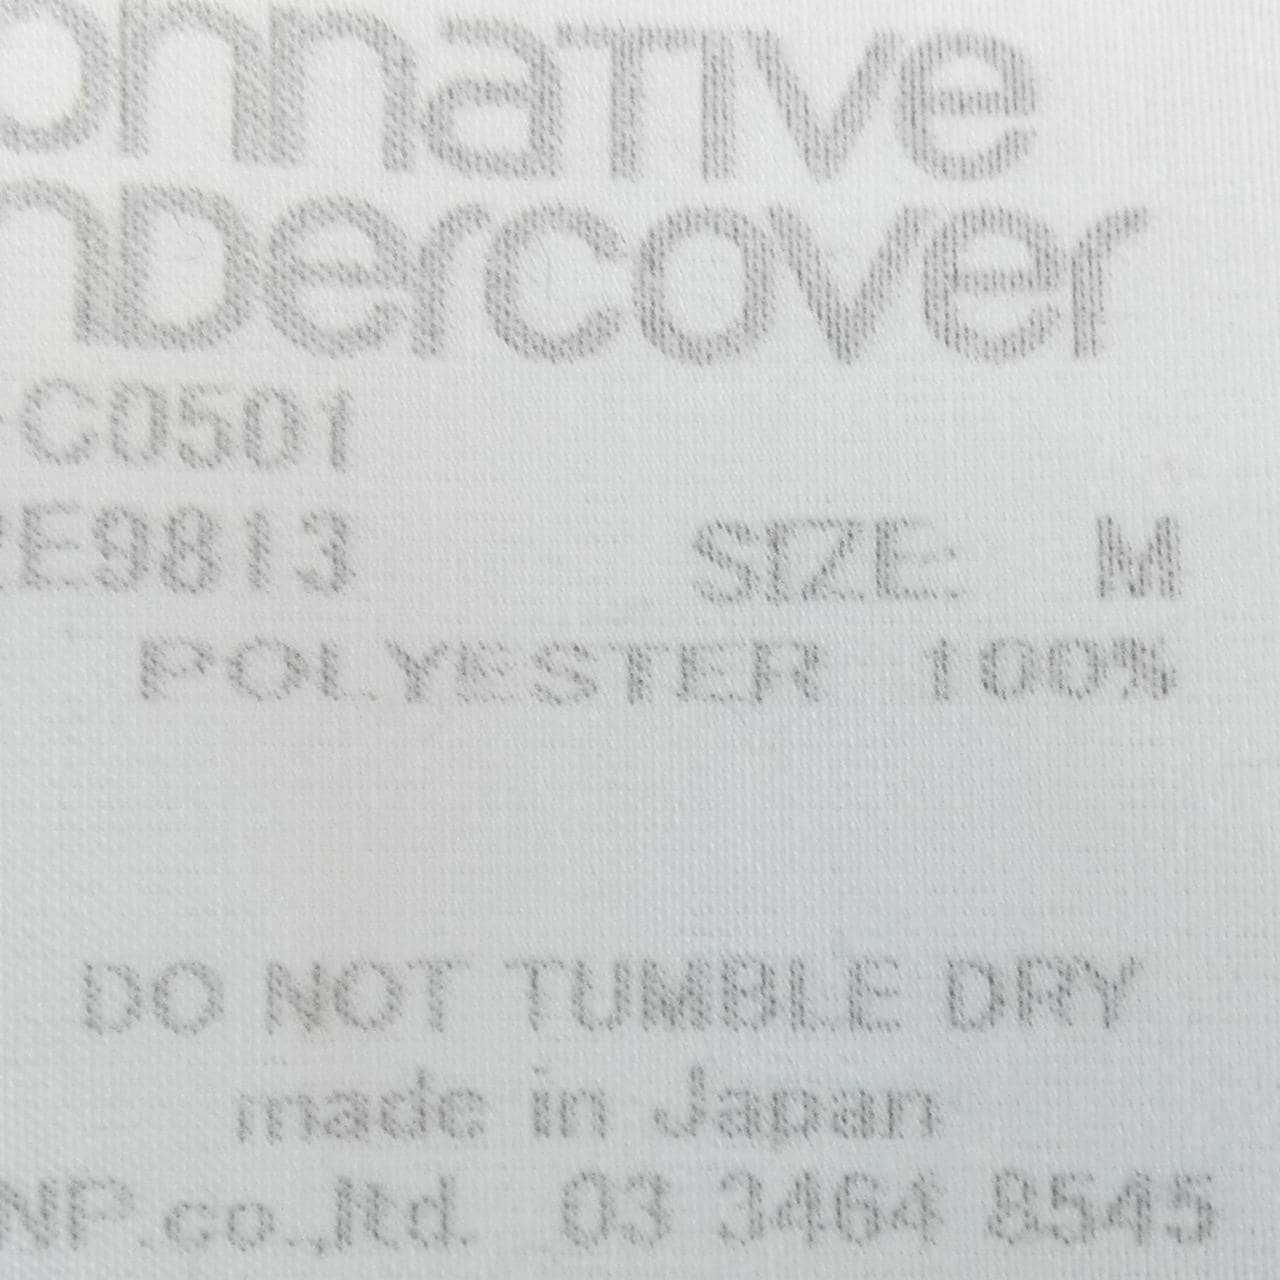 onnative
ndercover
-C0501
RE9813 SIZE: M
POLYESTER 100%
DO NOT TUMBLE DRY
made in Japan
NP.co.,ltd. 03 3464 8545